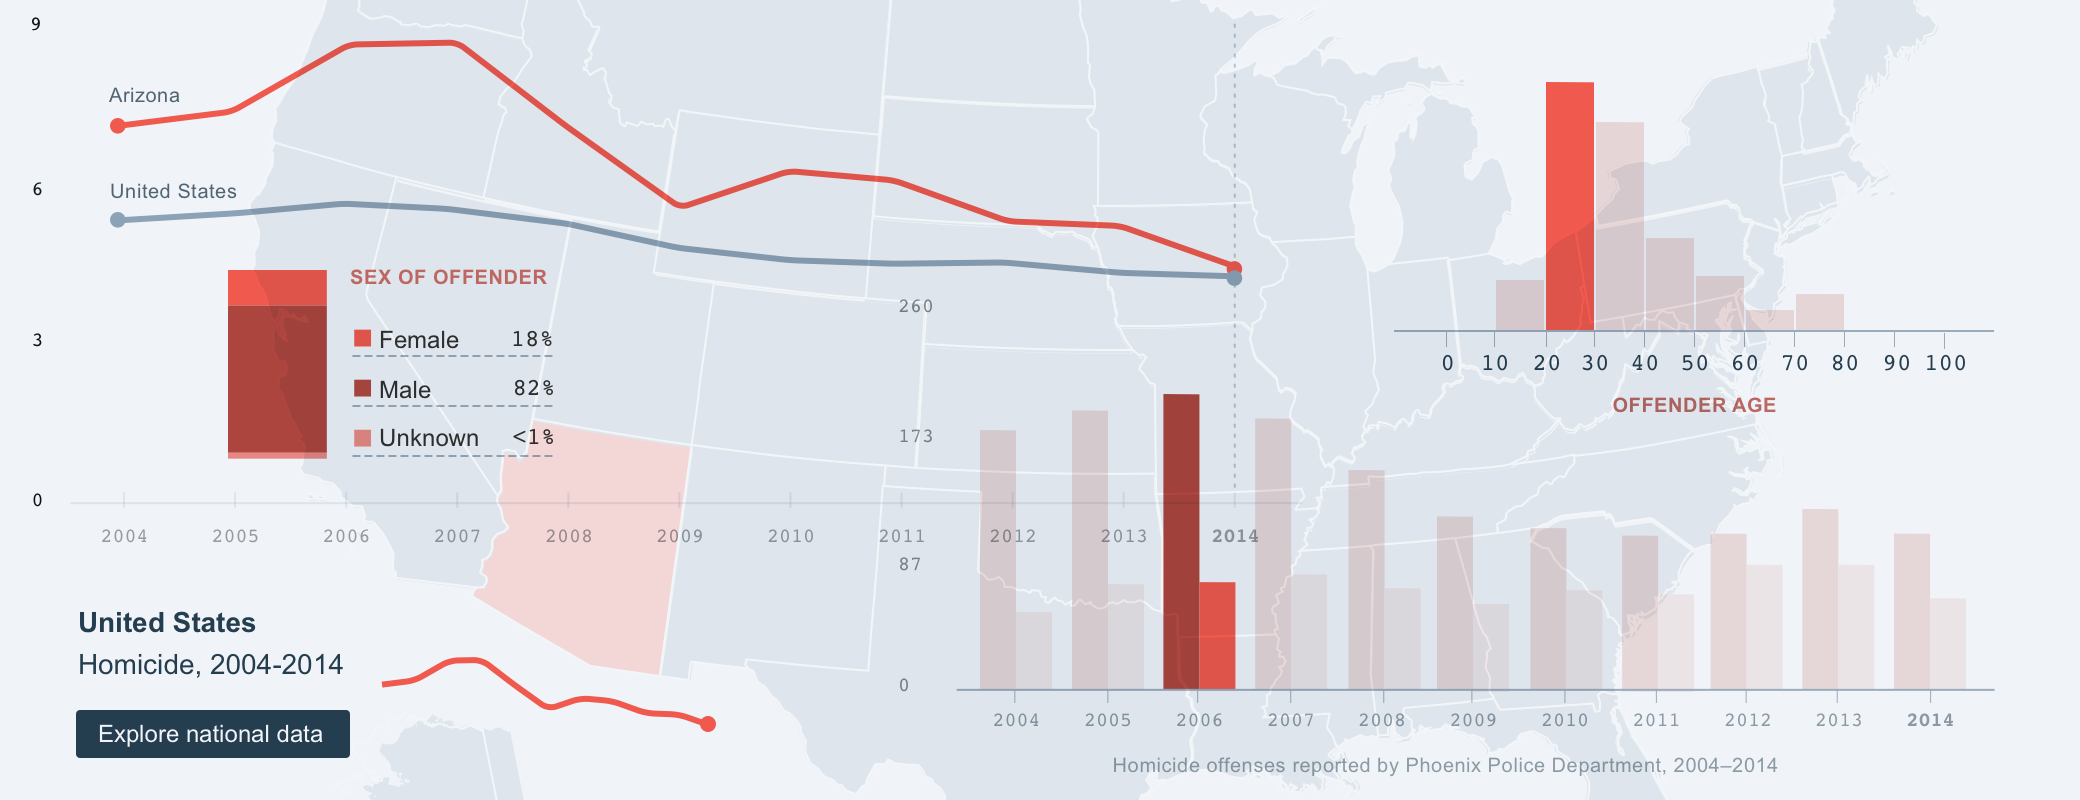 9
Arizona
6
United States
3
0
2004 2005 2006 2007 2008 2009 2010 2011 2012 2013 2014
SEX OF OFFENDER
Female 18%
Male 82%
Unknown <1%
0 10 20 30 40 50 60 70 80 90 100
OFFENDER AGE
260
173
87
0
2004 2005 2006 2007 2008 2009 2010 2011 2012 2013 2014
Homicide offenses reported by Phoenix Police Department, 2004–2014
United States
Homicide, 2004-2014
Explore national data